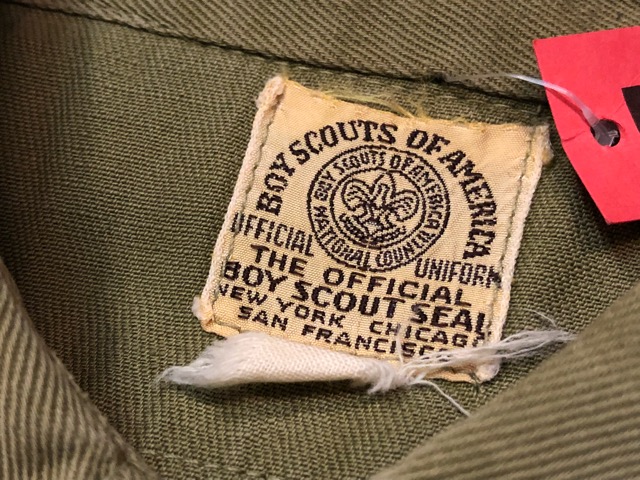 BOY SCOUTS OF AMERICA
BOY SCOUTS OF AMERICA
NATIONAL COUNCIL
OFFICIAL UNIFORM
THE OFFICIAL
BOY SCOUT SEAL
NEW YORK CHICAGO
SAN FRANCISCO